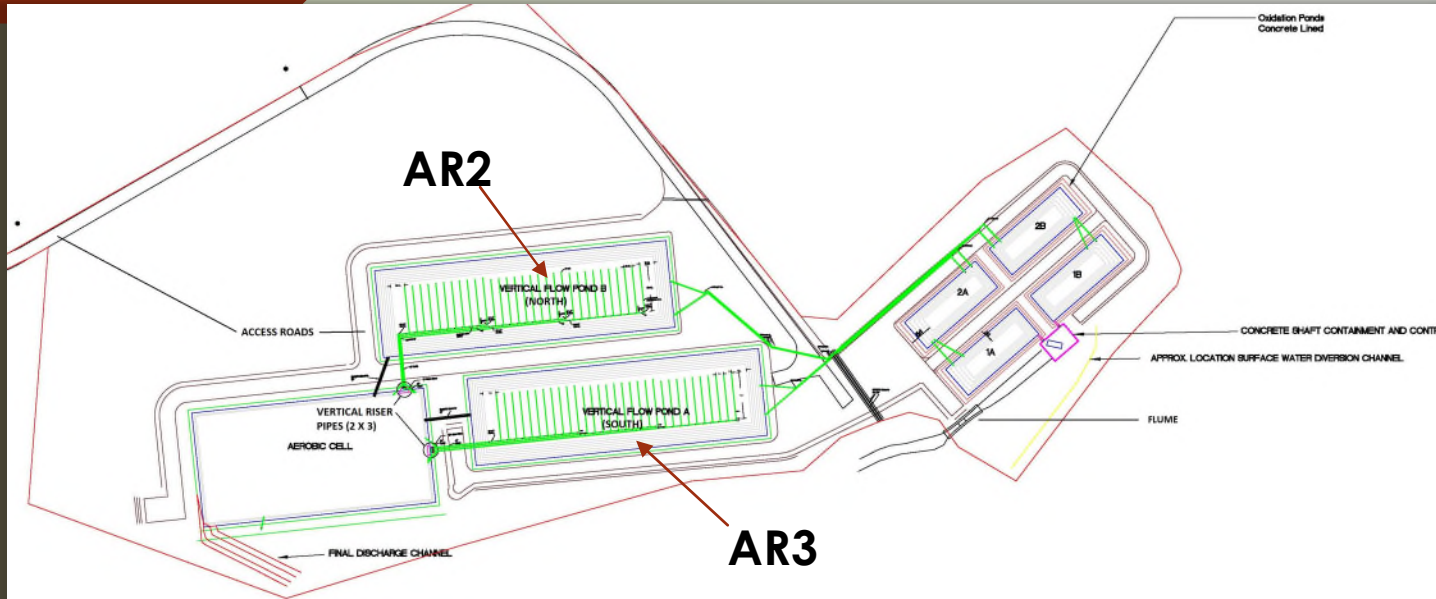 Oxidation Ponds
Concrete Lined
AR2
2B
1B
2A
1A
VERTICAL FLOW POND B
(NORTH)
ACCESS ROADS
CONCRETE SHAFT CONTAINMENT AND CONTR
APPROX. LOCATION SURFACE WATER DIVERSION CHANNEL
VERTICAL RISER
PIPES (2 X 3)
VERTICAL FLOW POND A
(SOUTH)
FLUME
AEROBIC CELL
AR3
FINAL DISCHARGE CHANNEL